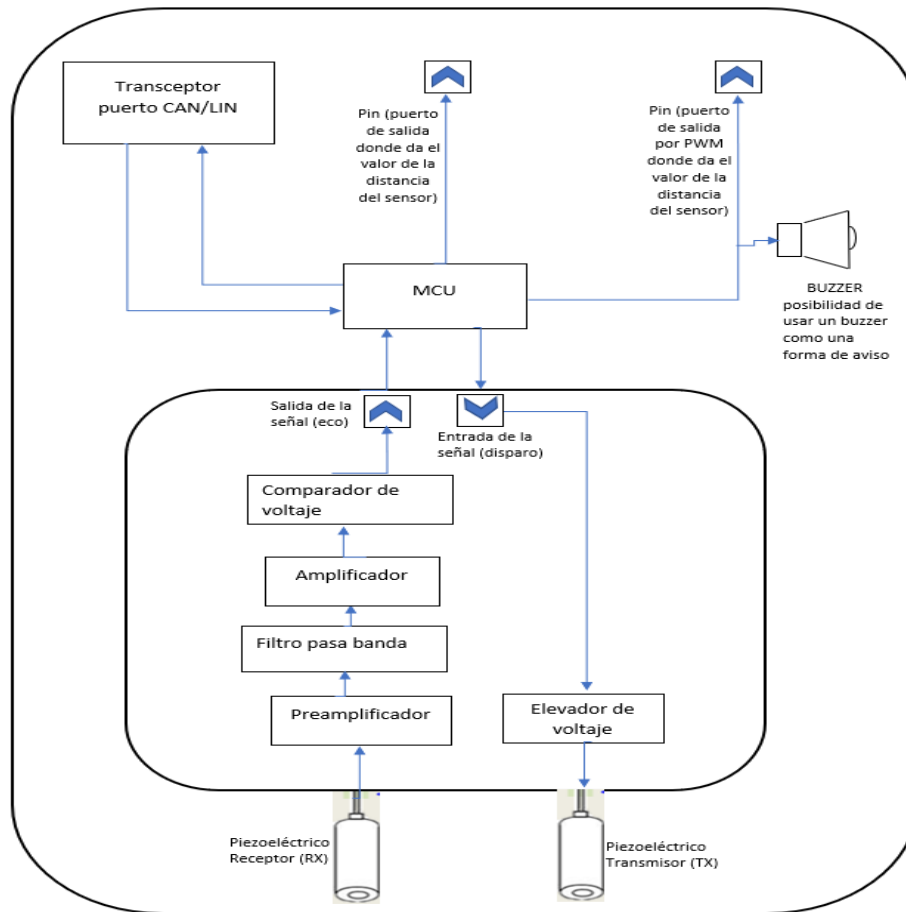 Transceptor
puerto CAN/LIN
Pin (puerto
de salida
donde da el
valor de la
distancia
del sensor)
Pin (puerto
de salida
por PWM
donde da el
valor de la
distancia
del sensor)
MCU
BUZZER
posibilidad de
usar un buzzer
como una
forma de aviso
Salida de la
señal (eco)
Entrada de la
señal (disparo)
Comparador de
voltaje
Amplificador
Filtro pasa banda
Preamplificador
Elevador de
voltaje
Piezoeléctrico
Receptor (RX)
Piezoeléctrico
Transmisor (TX)